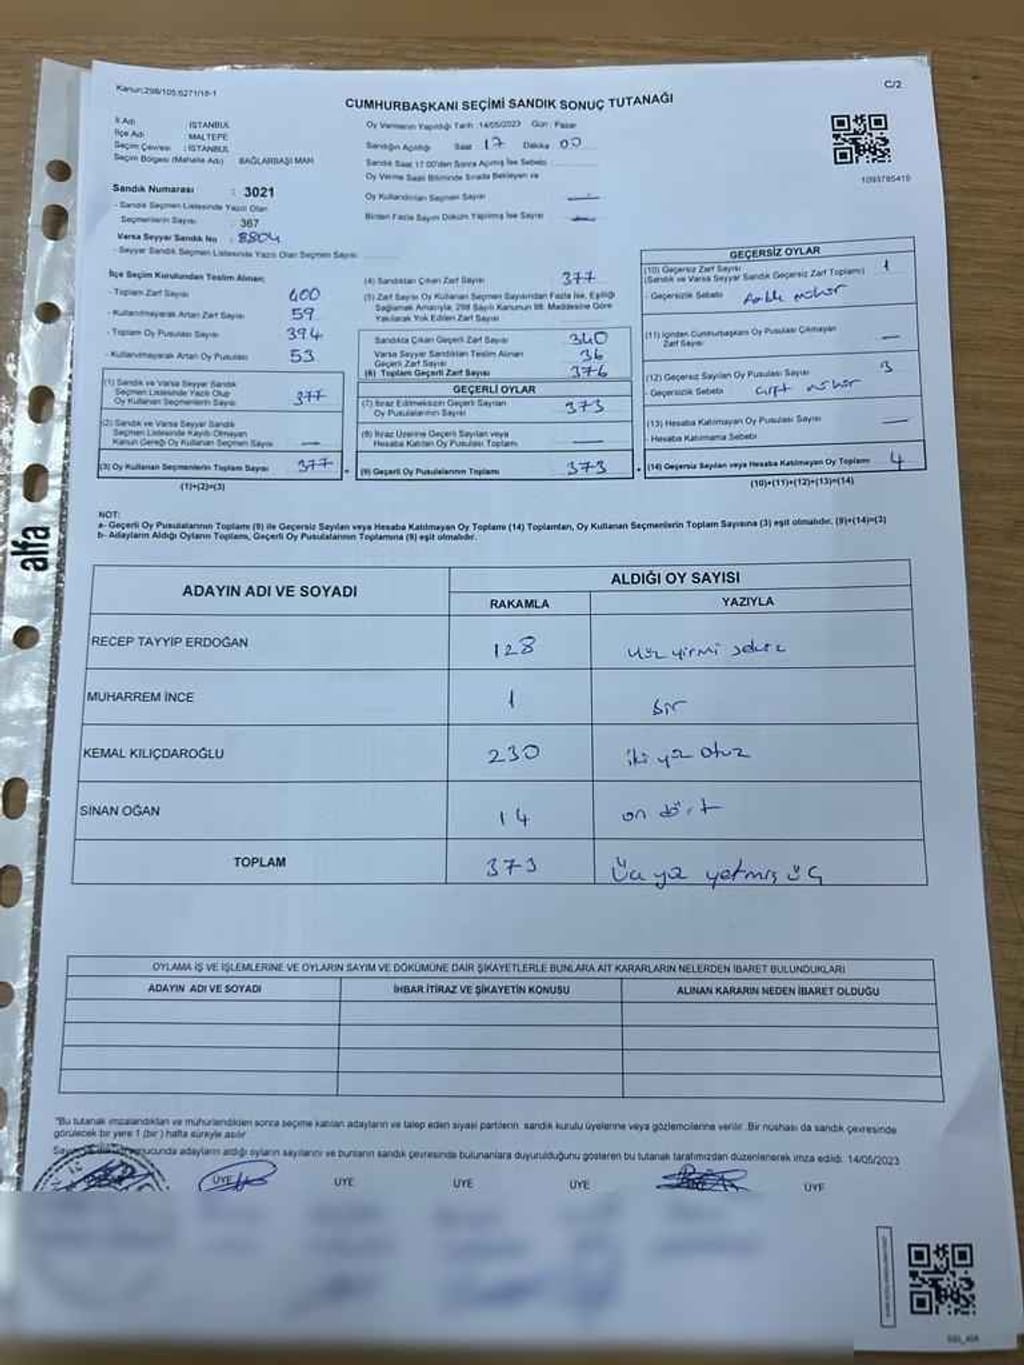 Kanun:298/105,6271/18-1
C/2
CUMHURBAŞKANI SEÇİMİ SANDIK SONUÇ TUTANAĞI
İl Adı : İSTANBUL
İlçe Adı : MALTEPE
Seçim Çevresi : İSTANBUL
Seçim Bölgesi (Mahalle Adı) BAĞLARBAŞI MAH
Oy Vermenin Yapıldığı Tarih :14/05/2023 Gün : Pazar
Sandığın Açıldığı Saat 17 Dakika 00
Sandık Saat 17:00'den Sonra Açılmış İse Sebebi
Oy Verme Saati Bitiminde Sırada Bekleyen ve
Oy Kullandırılan Seçmen Sayısı —
Birden Fazla Sayım Döküm Yapılmış İse Sayısı —
1093785415
Sandık Numarası : 3021
- Sandık Seçmen Listesinde Yazılı Olan
Seçmenlerin Sayısı : 367
Varsa Seyyar Sandık No : 8804
- Seyyar Sandık Seçmen Listesinde Yazılı Olan Seçmen Sayısı
İlçe Seçim Kurulundan Teslim Alınan;
- Toplam Zarf Sayısı 400
- Kullanılmayarak Artan Zarf Sayısı 59
- Toplam Oy Pusulası Sayısı 394
- Kullanılmayarak Artan Oy Pusulası 53
(1) Sandık ve Varsa Seyyar Sandık
Seçmen Listesinde Yazılı Olup
Oy Kullanan Seçmenlerin Sayısı 377
(2) Sandık ve Varsa Seyyar Sandık
Seçmen Listesinde Kayıtlı Olmayan
Kanun Gereği Oy Kullanan Seçmen Sayısı —
(3) Oy Kullanan Seçmenlerin Toplam Sayısı 377
(1)+(2)=(3)
(4) Sandıktan Çıkan Zarf Sayısı 377
(5) Zarf Sayısı Oy Kullanan Seçmen Sayısından Fazla İse, Eşitliği
Sağlamak Amacıyla, 298 Sayılı Kanunun 98. Maddesine Göre
Yakılarak Yok Edilen Zarf Sayısı
Sandıkta Çıkan Geçerli Zarf Sayısı 340
Varsa Seyyar Sandıktan Teslim Alınan
Geçerli Zarf Sayısı 36
(6) Toplam Geçerli Zarf Sayısı 376
GEÇERLİ OYLAR
(7) İtiraz Edilmeksizin Geçerli Sayılan
Oy Pusulalarının Sayısı 373
(8) İtiraz Üzerine Geçerli Sayılan veya
Hesaba Katılan Oy Pusulası Toplamı —
(9) Geçerli Oy Pusulalarının Toplamı 373
GEÇERSİZ OYLAR
(10) Geçersiz Zarf Sayısı 1
(Sandık ve Varsa Seyyar Sandık Geçersiz Zarf Toplamı)
- Geçersizlik Sebebi mühür
(11) İçinden Cumhurbaşkanı Oy Pusulası Çıkmayan
Zarf Sayısı —
(12) Geçersiz Sayılan Oy Pusulası Sayısı 3
- Geçersizlik Sebebi çift mühür
(13) Hesaba Katılmayan Oy Pusulası Sayısı —
- Hesaba Katılmama Sebebi
(14) Geçersiz Sayılan veya Hesaba Katılmayan Oy Toplamı 4
(10)+(11)+(12)+(13)=(14)
NOT:
a- Geçerli Oy Pusulalarının Toplamı (9) ile Geçersiz Sayılan veya Hesaba Katılmayan Oy Toplamı (14) Toplamları, Oy Kullanan Seçmenlerin Toplam Sayısına (3) eşit olmalıdır. (9)+(14)=(3)
b- Adayların Aldığı Oyların Toplamı, Geçerli Oy Pusulalarının Toplamına (9) eşit olmalıdır.
ADAYIN ADI VE SOYADI ALDIĞI OY SAYISI
RAKAMLA YAZIYLA
RECEP TAYYİP ERDOĞAN 128 yüz yirmi sekiz
MUHARREM İNCE 1 bir
KEMAL KILIÇDAROĞLU 230 iki yüz otuz
SİNAN OĞAN 14 on dört
TOPLAM 373 Üç yüz yetmiş üç
OYLAMA İŞ VE İŞLEMLERİNE VE OYLARIN SAYIM VE DÖKÜMÜNE DAİR ŞİKAYETLERLE BUNLARA AİT KARARLARIN NELERDEN İBARET BULUNDUKLARI
ADAYIN ADI VE SOYADI İHBAR İTİRAZ VE ŞİKAYETİN KONUSU ALINAN KARARIN NEDEN İBARET OLDUĞU
"Bu tutanak imzalandıktan ve mühürlendikten sonra seçime katılan adayların ve talep eden siyasi partilerin, sandık kurulu üyelerine veya gözlemcilerine verilir. Bir nüshası da sandık çevresinde
görülecek bir yere 1 (bir) hafta süreyle asılır
sonucunda adayların aldığı oyların sayılarını ve bunların sandık çevresinde bulunanlara duyurulduğunu gösteren bu tutanak tarafımızdan düzenlenerek imza edildi. 14/05/2023
ÜYE ÜYE ÜYE ÜYE ÜYE
alfa